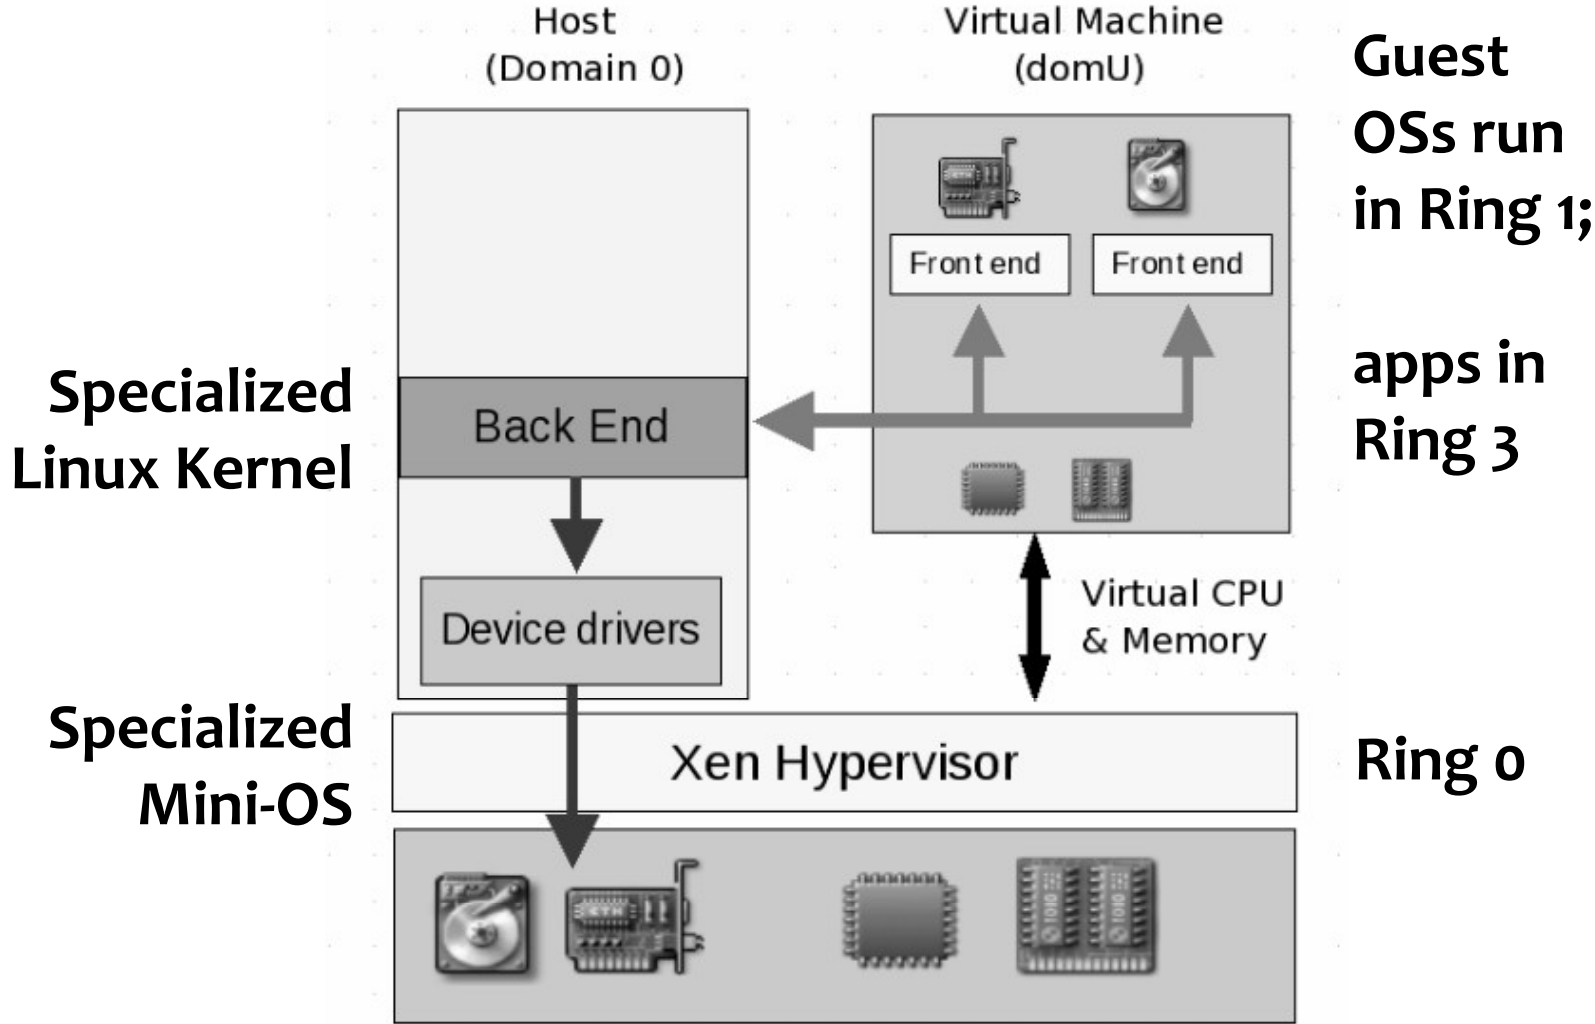 Host
(Domain 0)
Virtual Machine
(domU)
Guest
OSs run
in Ring 1;
apps in
Ring 3
Front end
Front end
Specialized
Linux Kernel
Back End
Device drivers
Virtual CPU
& Memory
Specialized
Mini-OS
Xen Hypervisor
Ring 0